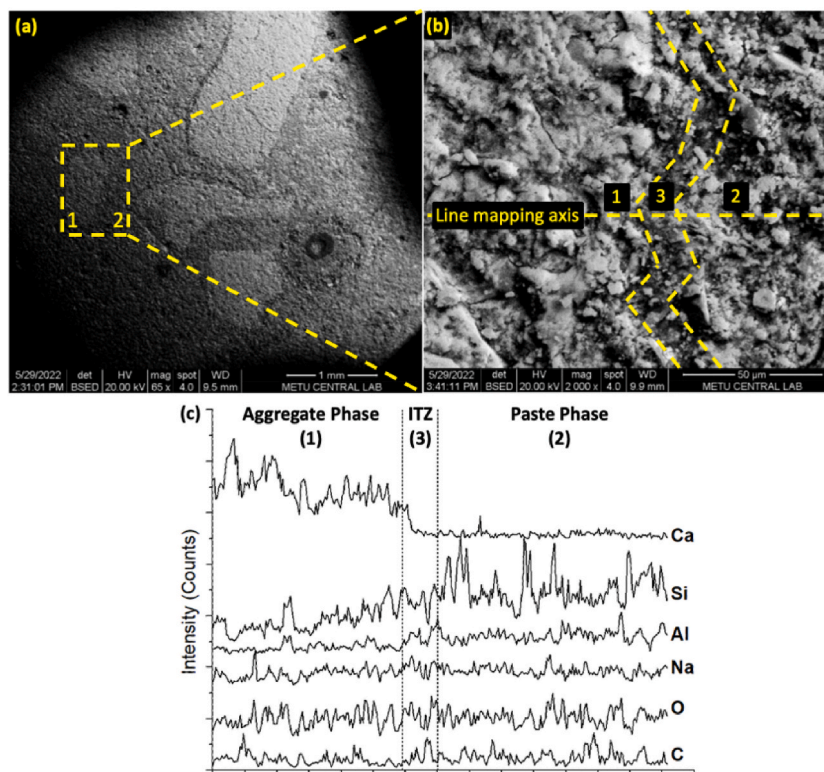 (a)
1 2
5/29/2022 det HV mag spot WD 1 mm
2:31:01 PM BSED 20.00 kV 65 x 4.0 9.5 mm METU CENTRAL LAB
(b)
1 3 2
Line mapping axis
5/29/2022 det HV mag spot WD 50 µm
3:41:11 PM BSED 20.00 kV 2 000 x 4.0 9.9 mm METU CENTRAL LAB
(c) Aggregate Phase ITZ Paste Phase
(1) (3) (2)
Intensity (Counts)
Ca
Si
Al
Na
O
C